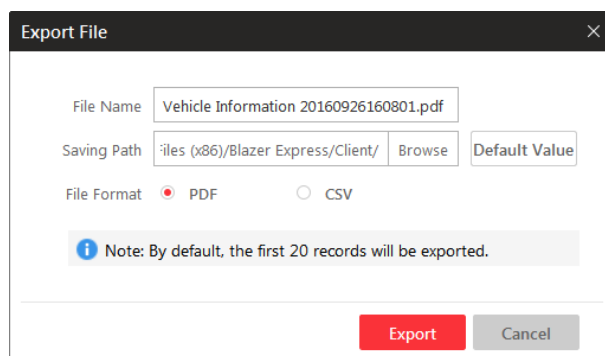 Export File
File Name Vehicle Information 20160926160801.pdf
Saving Path iles (x86)/Blazer Express/Client/ Browse Default Value
File Format PDF CSV
Note: By default, the first 20 records will be exported.
Export Cancel